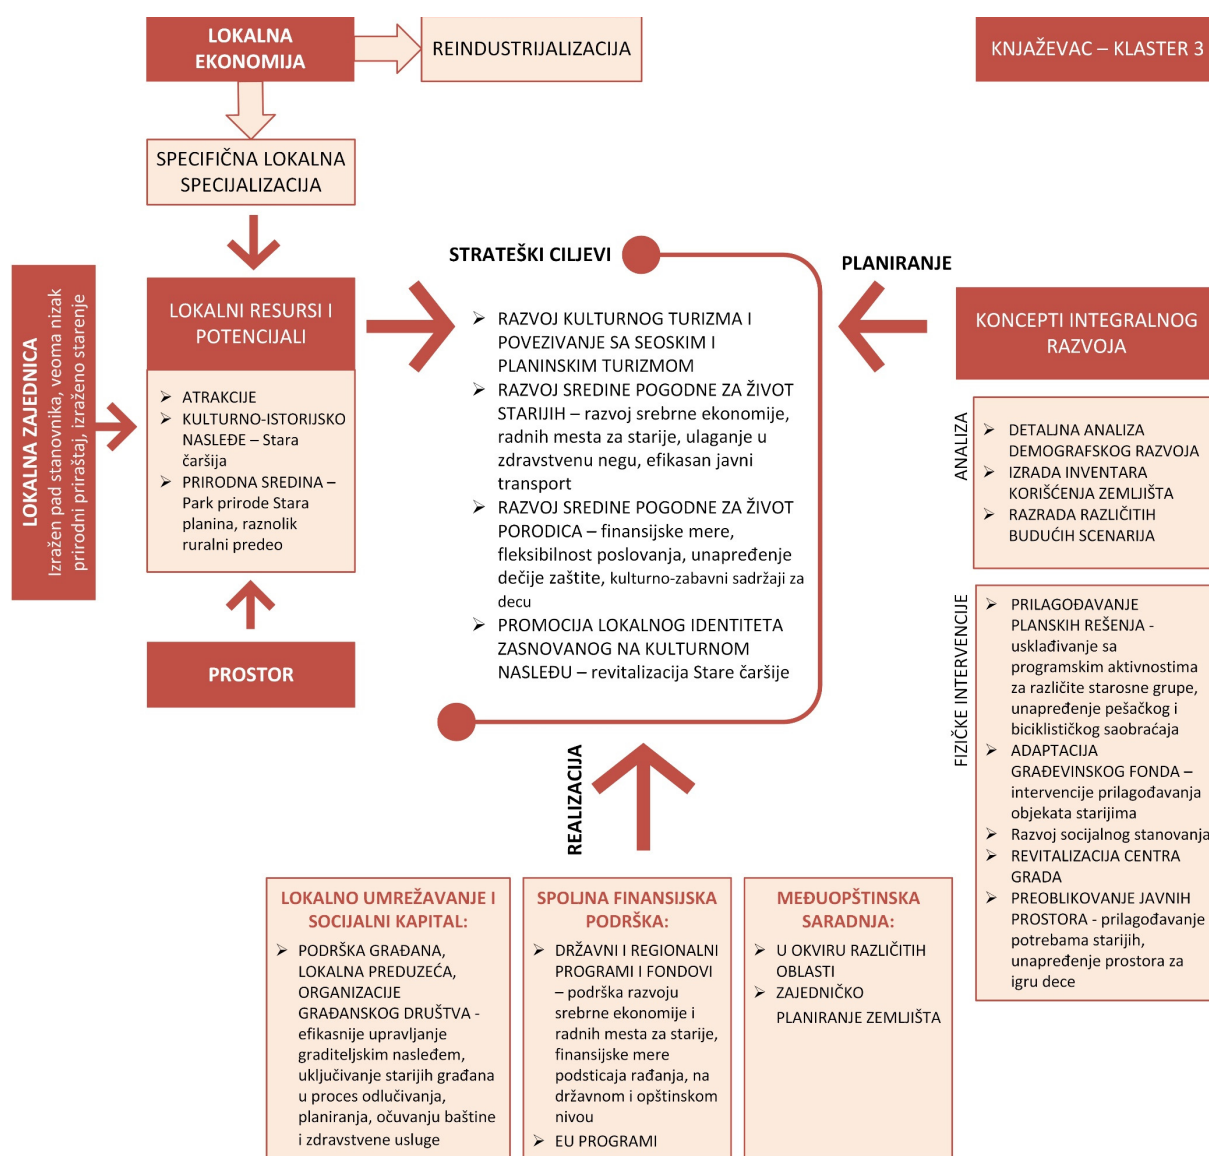 LOKALNA
EKONOMIJA
REINDUSTRIJALIZACIJA
KNJAŽEVAC – KLASTER 3
SPECIFIČNA LOKALNA
SPECIJALIZACIJA
LOKALNA ZAJEDNICA
Izražen pad stanovnika, veoma nizak
prirodni priraštaj, izraženo starenje
LOKALNI RESURSI I
POTENCIJALI
➢ ATRAKCIJE
➢ KULTURNO-ISTORIJSKO
NASLEĐE – Stara
čaršija
➢ PRIRODNA SREDINA –
Park prirode Stara
planina, raznolik
ruralni predeo
PROSTOR
STRATEŠKI CILJEVI
➢ RAZVOJ KULTURNOG TURIZMA I
POVEZIVANJE SA SEOSKIM I
PLANINSKIM TURIZMOM
➢ RAZVOJ SREDINE POGODNE ZA ŽIVOT
STARIJIH – razvoj srebrne ekonomije,
radnih mesta za starije, ulaganje u
zdravstvenu negu, efikasan javni
transport
➢ RAZVOJ SREDINE POGODNE ZA ŽIVOT
PORODICA – finansijske mere,
fleksibilnost poslovanja, unapređenje
dečije zaštite, kulturno-zabavni sadržaji za
decu
➢ PROMOCIJA LOKALNOG IDENTITETA
ZASNOVANOG NA KULTURNOM
NASLEĐU – revitalizacija Stare čaršije
PLANIRANJE
KONCEPTI INTEGRALNOG
RAZVOJA
ANALIZA
➢ DETALJNA ANALIZA
DEMOGRAFSKOG RAZVOJA
➢ IZRADA INVENTARA
KORIŠĆENJA ZEMLJIŠTA
➢ RAZRADA RAZLIČITIH
BUDUĆIH SCENARIJA
FIZIČKE INTERVENCIJE
➢ PRILAGOĐAVANJE
PLANSKIH REŠENJA -
usklađivanje sa
programskim aktivnostima
za različite starosne grupe,
unapređenje pešačkog i
biciklističkog saobraćaja
➢ ADAPTACIJA
GRAĐEVINSKOG FONDA –
intervencije prilagođavanja
objekata starijima
➢ Razvoj socijalnog stanovanja
➢ REVITALIZACIJA CENTRA
GRADA
➢ PREOBLIKOVANJE JAVNIH
PROSTORA - prilagođavanje
potrebama starijih,
unapređenje prostora za
igru dece
REALIZACIJA
LOKALNO UMREŽAVANJE I
SOCIJALNI KAPITAL:
➢ PODRŠKA GRAĐANA,
LOKALNA PREDUZEĆA,
ORGANIZACIJE
GRAĐANSKOG DRUŠTVA -
efikasnije upravljanje
graditeljskim nasleđem,
uključivanje starijih građana
u proces odlučivanja,
planiranja, očuvanju baštine
i zdravstvene usluge
SPOLJNA FINANSIJSKA
PODRŠKA:
➢ DRŽAVNI I REGIONALNI
PROGRAMI I FONDOVI
– podrška razvoju
srebrne ekonomije i
radnih mesta za starije,
finansijske mere
podsticaja rađanja, na
državnom i opštinskom
nivou
➢ EU PROGRAMI
MEĐUOPŠTINSKA
SARADNJA:
➢ U OKVIRU RAZLIČITIH
OBLASTI
➢ ZAJEDNIČKO
PLANIRANJE ZEMLJIŠTA